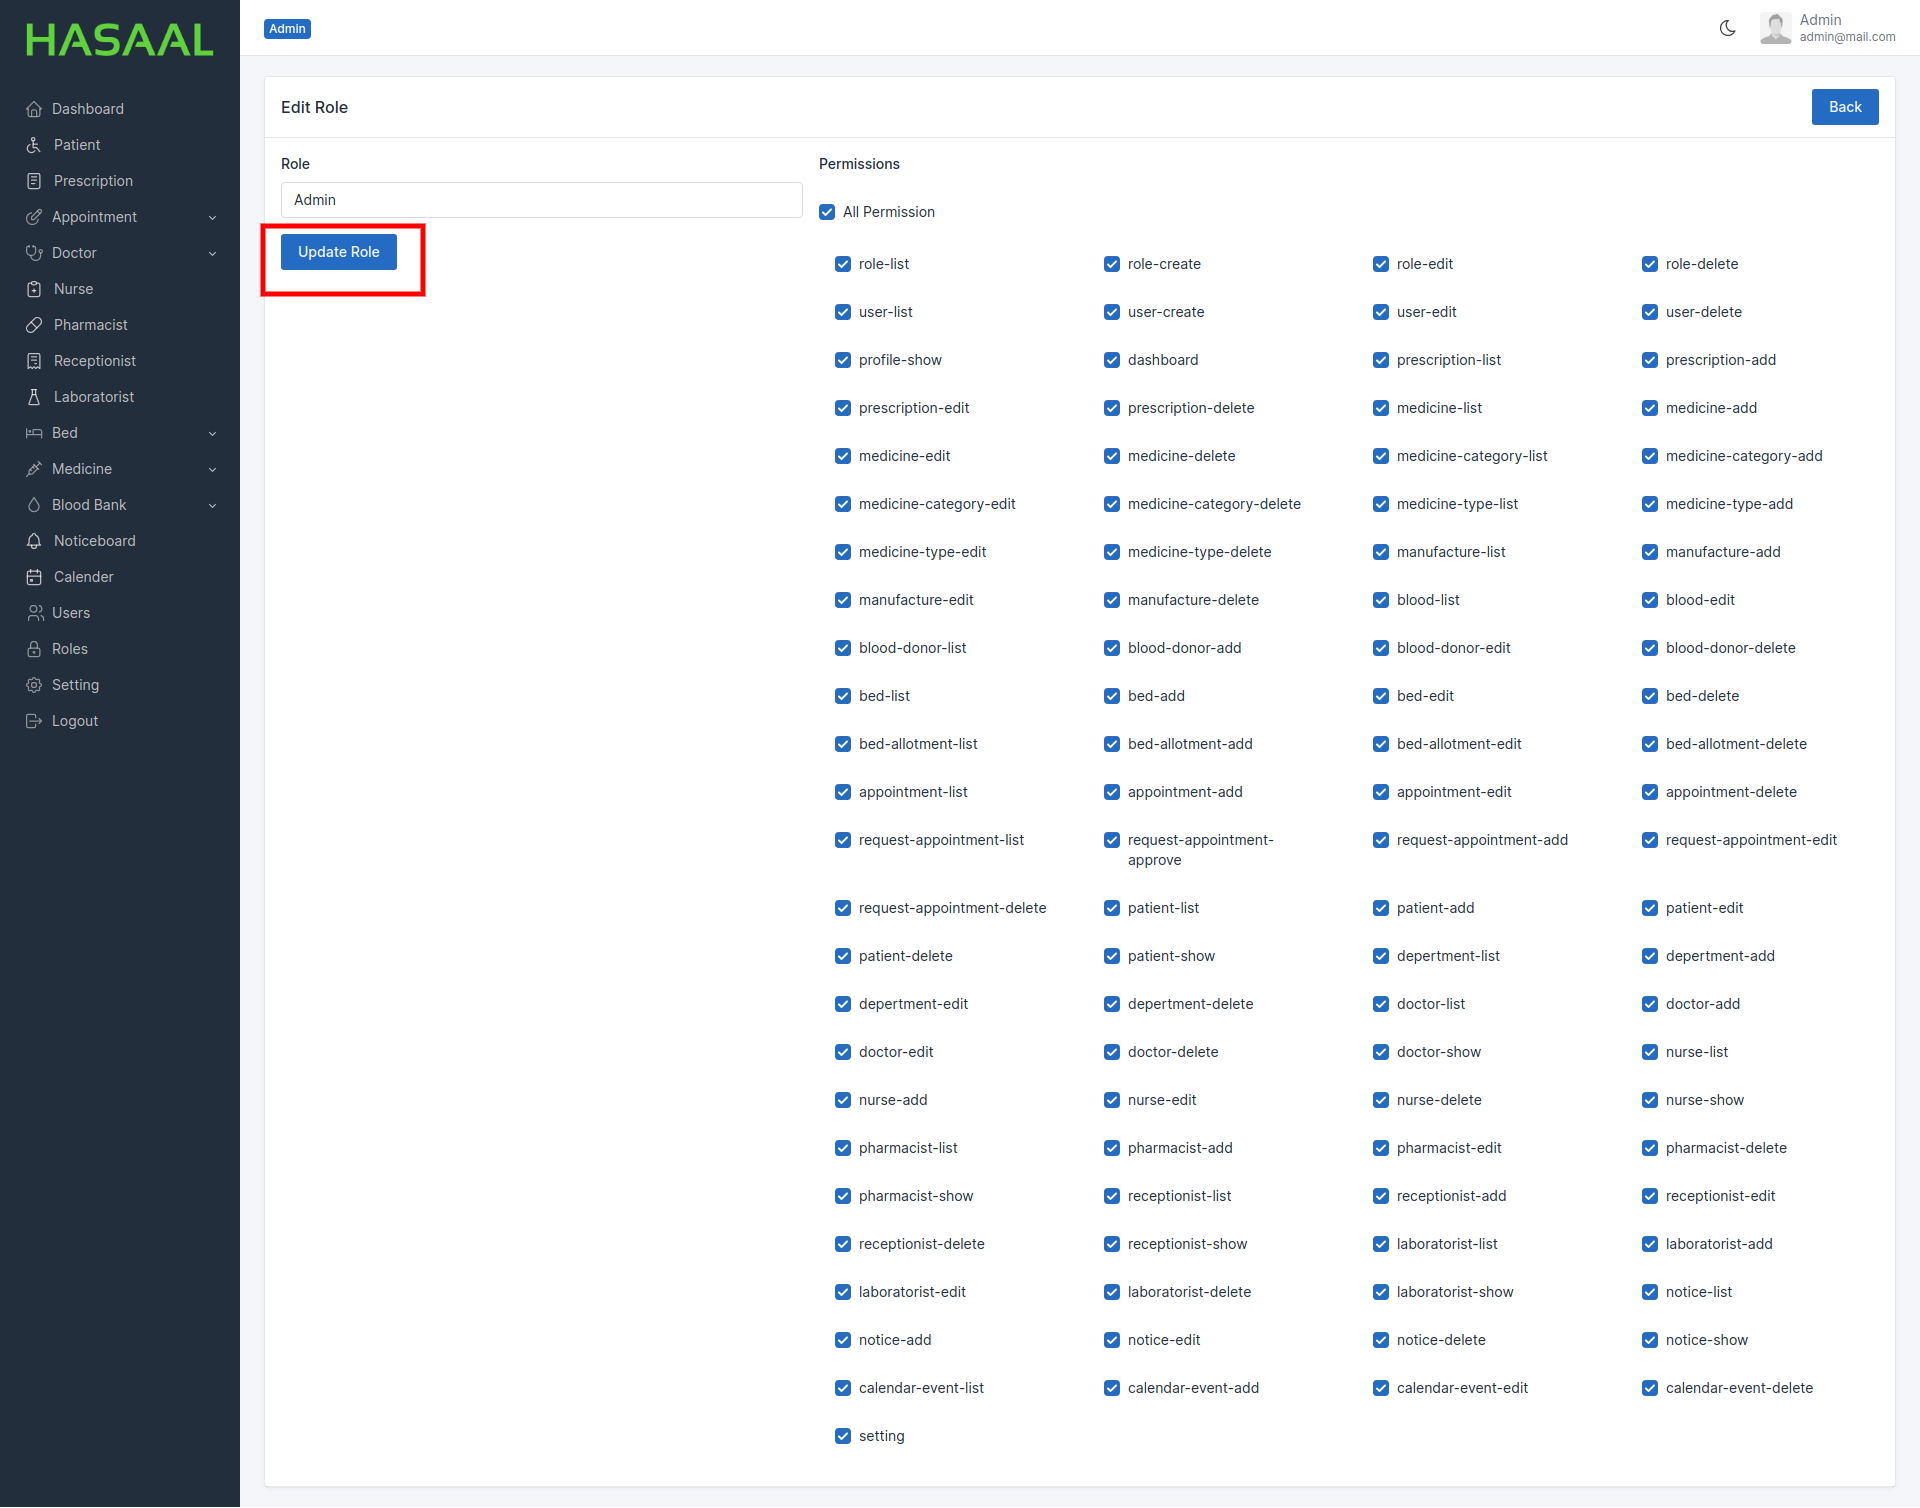 HASAAL
Dashboard
Patient
Prescription
Appointment
Doctor
Nurse
Pharmacist
Receptionist
Laboratorist
Bed
Medicine
Blood Bank
Noticeboard
Calender
Users
Roles
Setting
Logout
Admin
Admin
admin@mail.com
Edit Role
Back
Role
Admin
Update Role
Permissions
All Permission
role-list role-create role-edit role-delete
user-list user-create user-edit user-delete
profile-show dashboard prescription-list prescription-add
prescription-edit prescription-delete medicine-list medicine-add
medicine-edit medicine-delete medicine-category-list medicine-category-add
medicine-category-edit medicine-category-delete medicine-type-list medicine-type-add
medicine-type-edit medicine-type-delete manufacture-list manufacture-add
manufacture-edit manufacture-delete blood-list blood-edit
blood-donor-list blood-donor-add blood-donor-edit blood-donor-delete
bed-list bed-add bed-edit bed-delete
bed-allotment-list bed-allotment-add bed-allotment-edit bed-allotment-delete
appointment-list appointment-add appointment-edit appointment-delete
request-appointment-list request-appointment- request-appointment-add request-appointment-edit
approve
request-appointment-delete patient-list patient-add patient-edit
patient-delete patient-show depertment-list depertment-add
depertment-edit depertment-delete doctor-list doctor-add
doctor-edit doctor-delete doctor-show nurse-list
nurse-add nurse-edit nurse-delete nurse-show
pharmacist-list pharmacist-add pharmacist-edit pharmacist-delete
pharmacist-show receptionist-list receptionist-add receptionist-edit
receptionist-delete receptionist-show laboratorist-list laboratorist-add
laboratorist-edit laboratorist-delete laboratorist-show notice-list
notice-add notice-edit notice-delete notice-show
calendar-event-list calendar-event-add calendar-event-edit calendar-event-delete
setting